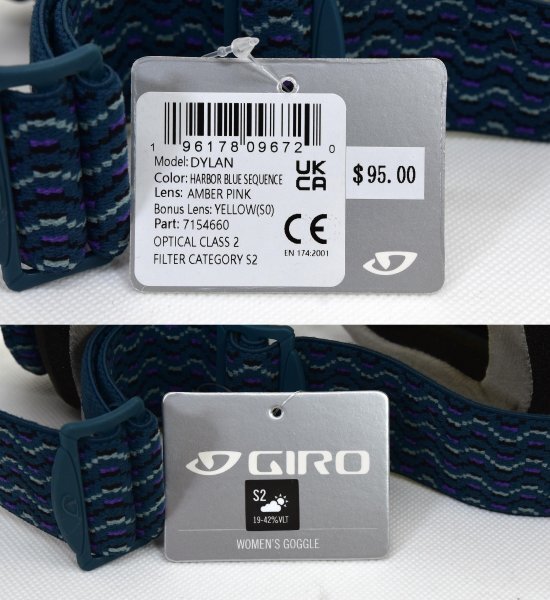 1 96178 09672 0
Model: DYLAN
Color: HARBOR BLUE SEQUENCE
Lens: AMBER PINK
Bonus Lens: YELLOW(S0)
Part: 7154660
OPTICAL CLASS 2
FILTER CATEGORY S2
UK
CA
CE
EN 174:2001
$95.00
GIRO
S2
19-42%VLT
WOMEN'S GOGGLE